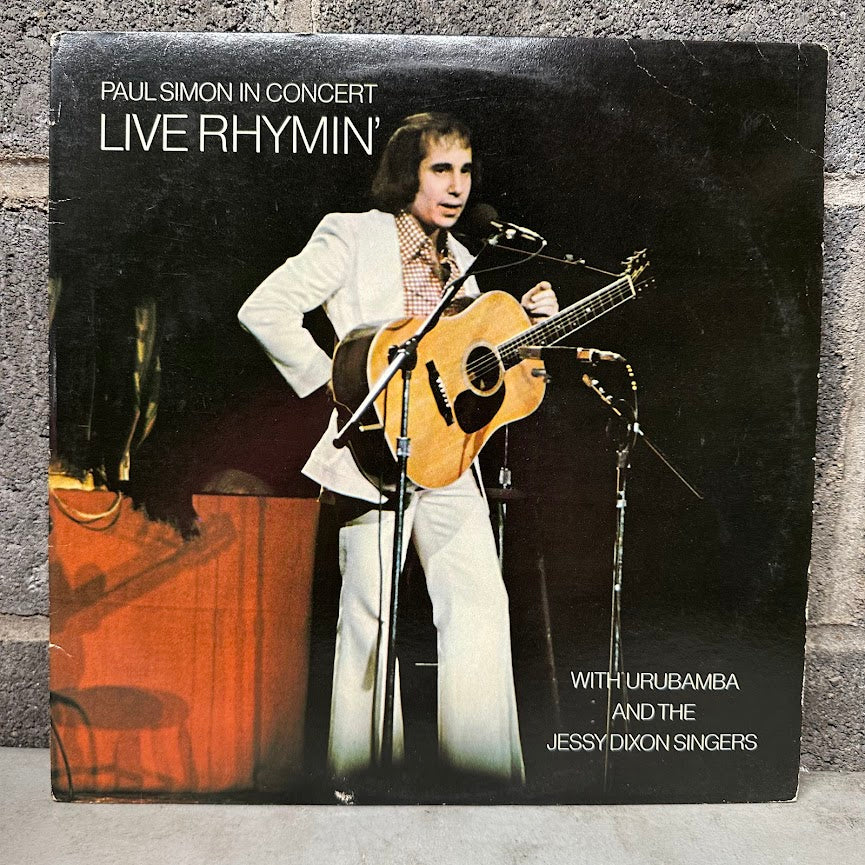 PAUL SIMON IN CONCERT
LIVE RHYMIN'
WITH URUBAMBA
AND THE
JESSY DIXON SINGERS